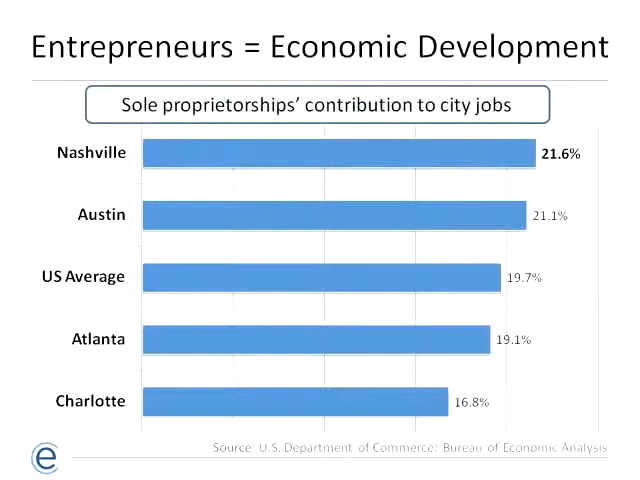 Entrepreneurs = Economic Development
Sole proprietorships' contribution to city jobs
Nashville 21.6%
Austin 21.1%
US Average 19.7%
Atlanta 19.1%
Charlotte 16.8%
e
Source: U.S. Department of Commerce: Bureau of Economic Analysis